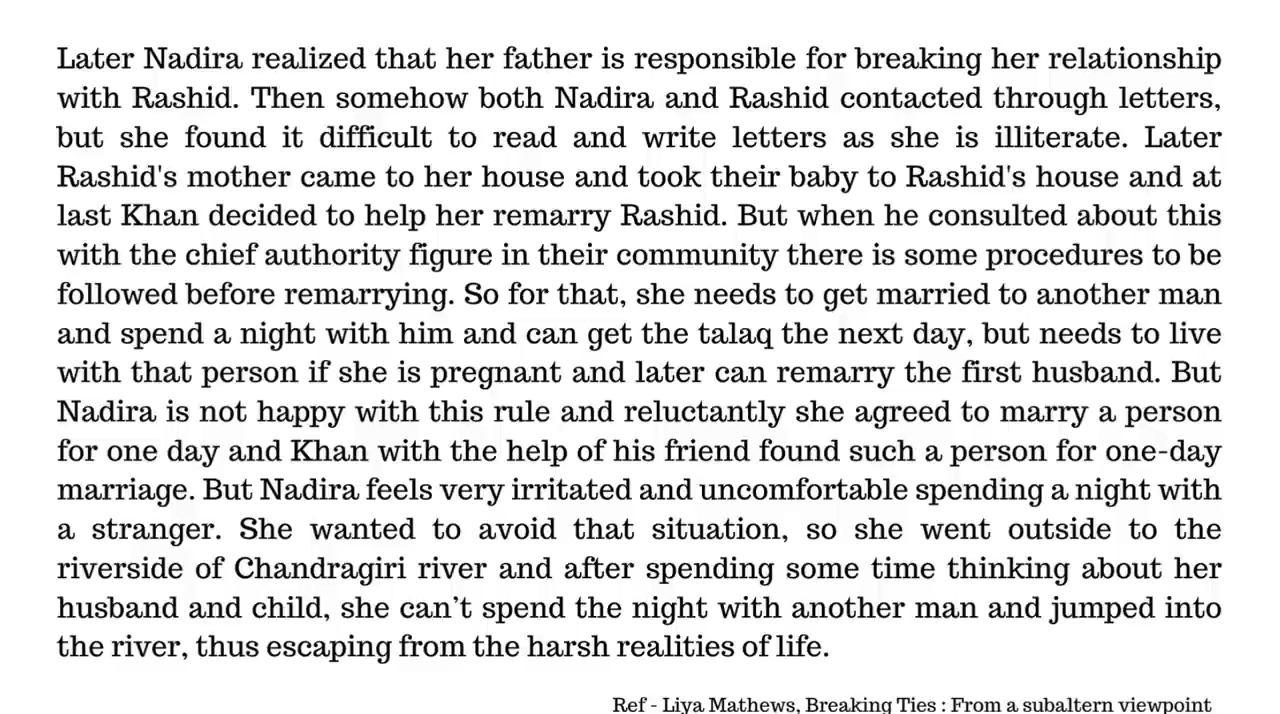 Later Nadira realized that her father is responsible for breaking her relationship
with Rashid. Then somehow both Nadira and Rashid contacted through letters,
but she found it difficult to read and write letters as she is illiterate. Later
Rashid's mother came to her house and took their baby to Rashid's house and at
last Khan decided to help her remarry Rashid. But when he consulted about this
with the chief authority figure in their community there is some procedures to be
followed before remarrying. So for that, she needs to get married to another man
and spend a night with him and can get the talaq the next day, but needs to live
with that person if she is pregnant and later can remarry the first husband. But
Nadira is not happy with this rule and reluctantly she agreed to marry a person
for one day and Khan with the help of his friend found such a person for one-day
marriage. But Nadira feels very irritated and uncomfortable spending a night with
a stranger. She wanted to avoid that situation, so she went outside to the
riverside of Chandragiri river and after spending some time thinking about her
husband and child, she can’t spend the night with another man and jumped into
the river, thus escaping from the harsh realities of life.
Ref - Liya Mathews, Breaking Ties : From a subaltern viewpoint